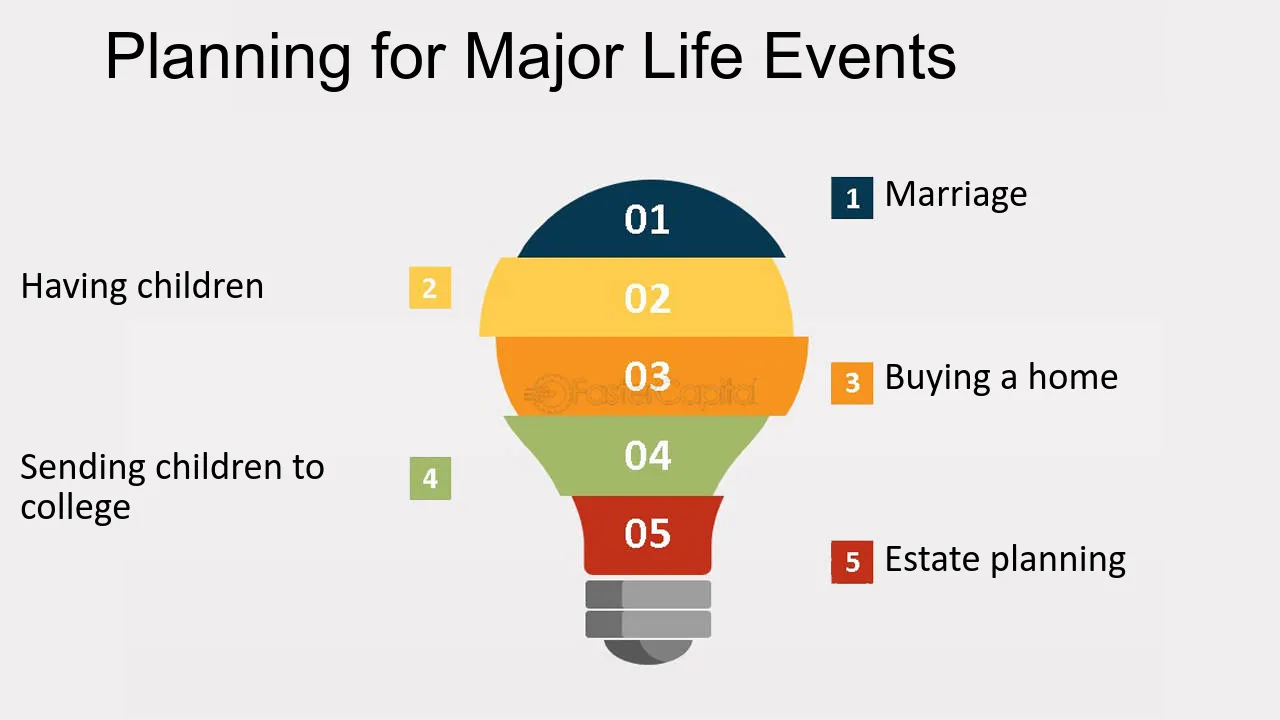 Planning for Major Life Events
01
1 Marriage
Having children 2
02
03
FasterCapital
3 Buying a home
Sending children to
college
4
04
05
5 Estate planning